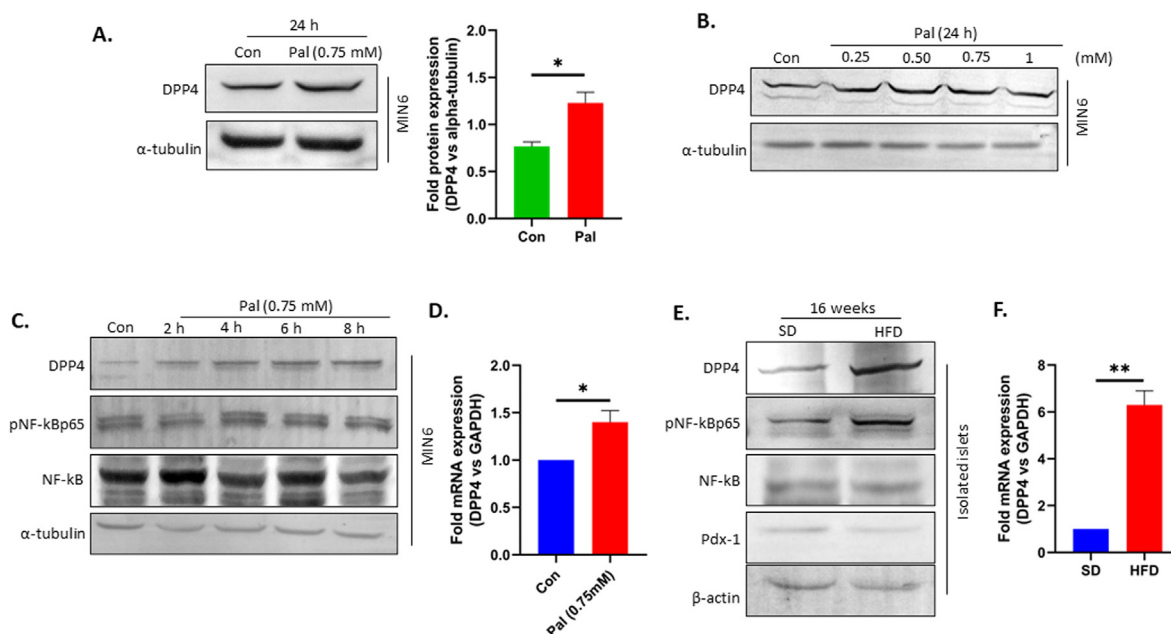 A.
24 h
Con Pal (0.75 mM)
DPP4
α-tubulin
MIN6
Fold protein expression
(DPP4 vs alpha-tubulin)
2.0
1.5
1.0
0.5
0.0
*
Con Pal
B.
Pal (24 h)
Con 0.25 0.50 0.75 1 (mM)
DPP4
α-tubulin
MIN6
C.
Pal (0.75 mM)
Con 2 h 4 h 6 h 8 h
DPP4
pNF-kBp65
NF-kB
α-tubulin
MIN6
D.
Fold mRNA expression
(DPP4 vs GAPDH)
2.0
1.5
1.0
0.5
0.0
*
Con Pal (0.75mM)
E.
16 weeks
SD HFD
DPP4
pNF-kBp65
NF-kB
Pdx-1
β-actin
Isolated islets
F.
Fold mRNA expression
(DPP4 vs GAPDH)
8
6
4
2
0
**
SD HFD